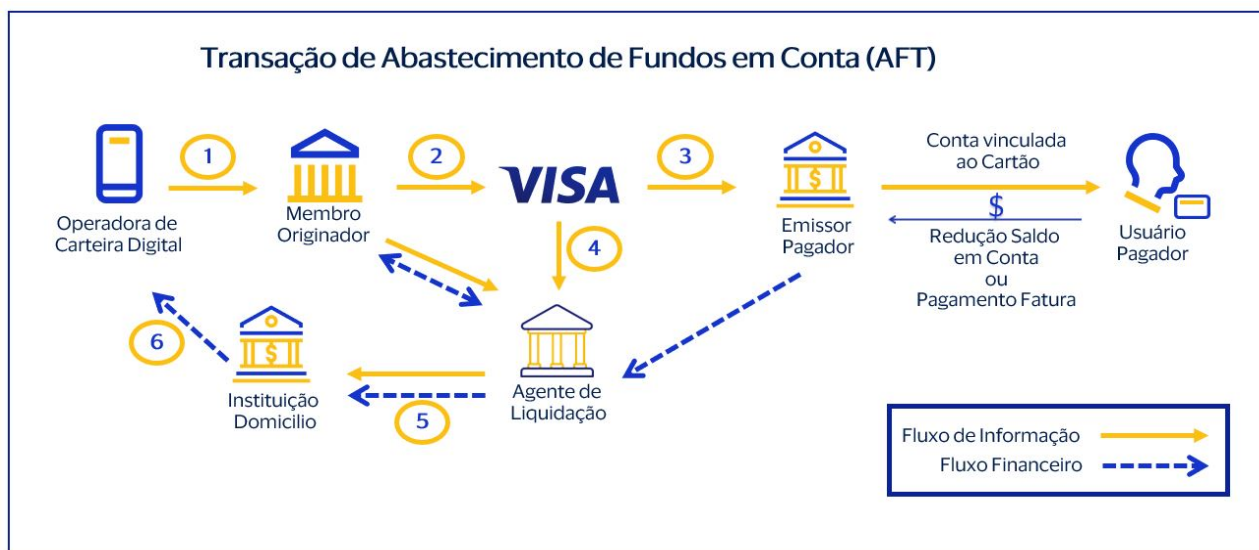 Transação de Abastecimento de Fundos em Conta (AFT)
1
2
3
Conta vinculada
ao Cartão
Operadora de
Carteira Digital
Membro
Originador
VISA
Emissor
Pagador
$
Usuário
Pagador
$
Redução Saldo
em Conta
ou
Pagamento Fatura
4
6
$
Instituição
Domicilio
5
Agente de
Liquidação
Fluxo de Informação
Fluxo Financeiro